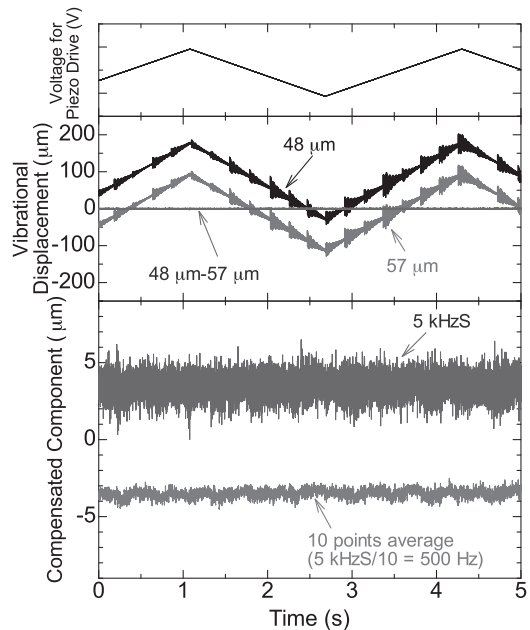 Voltage for
Piezo Drive (V)
Vibrational
Displacement (μm)
200
100
0
-100
-200
48 μm
48 μm-57 μm
57 μm
Compensated Component (μm)
5
0
-5
5 kHzS
10 points average
(5 kHzS/10 = 500 Hz)
0
1
2
3
4
5
Time (s)